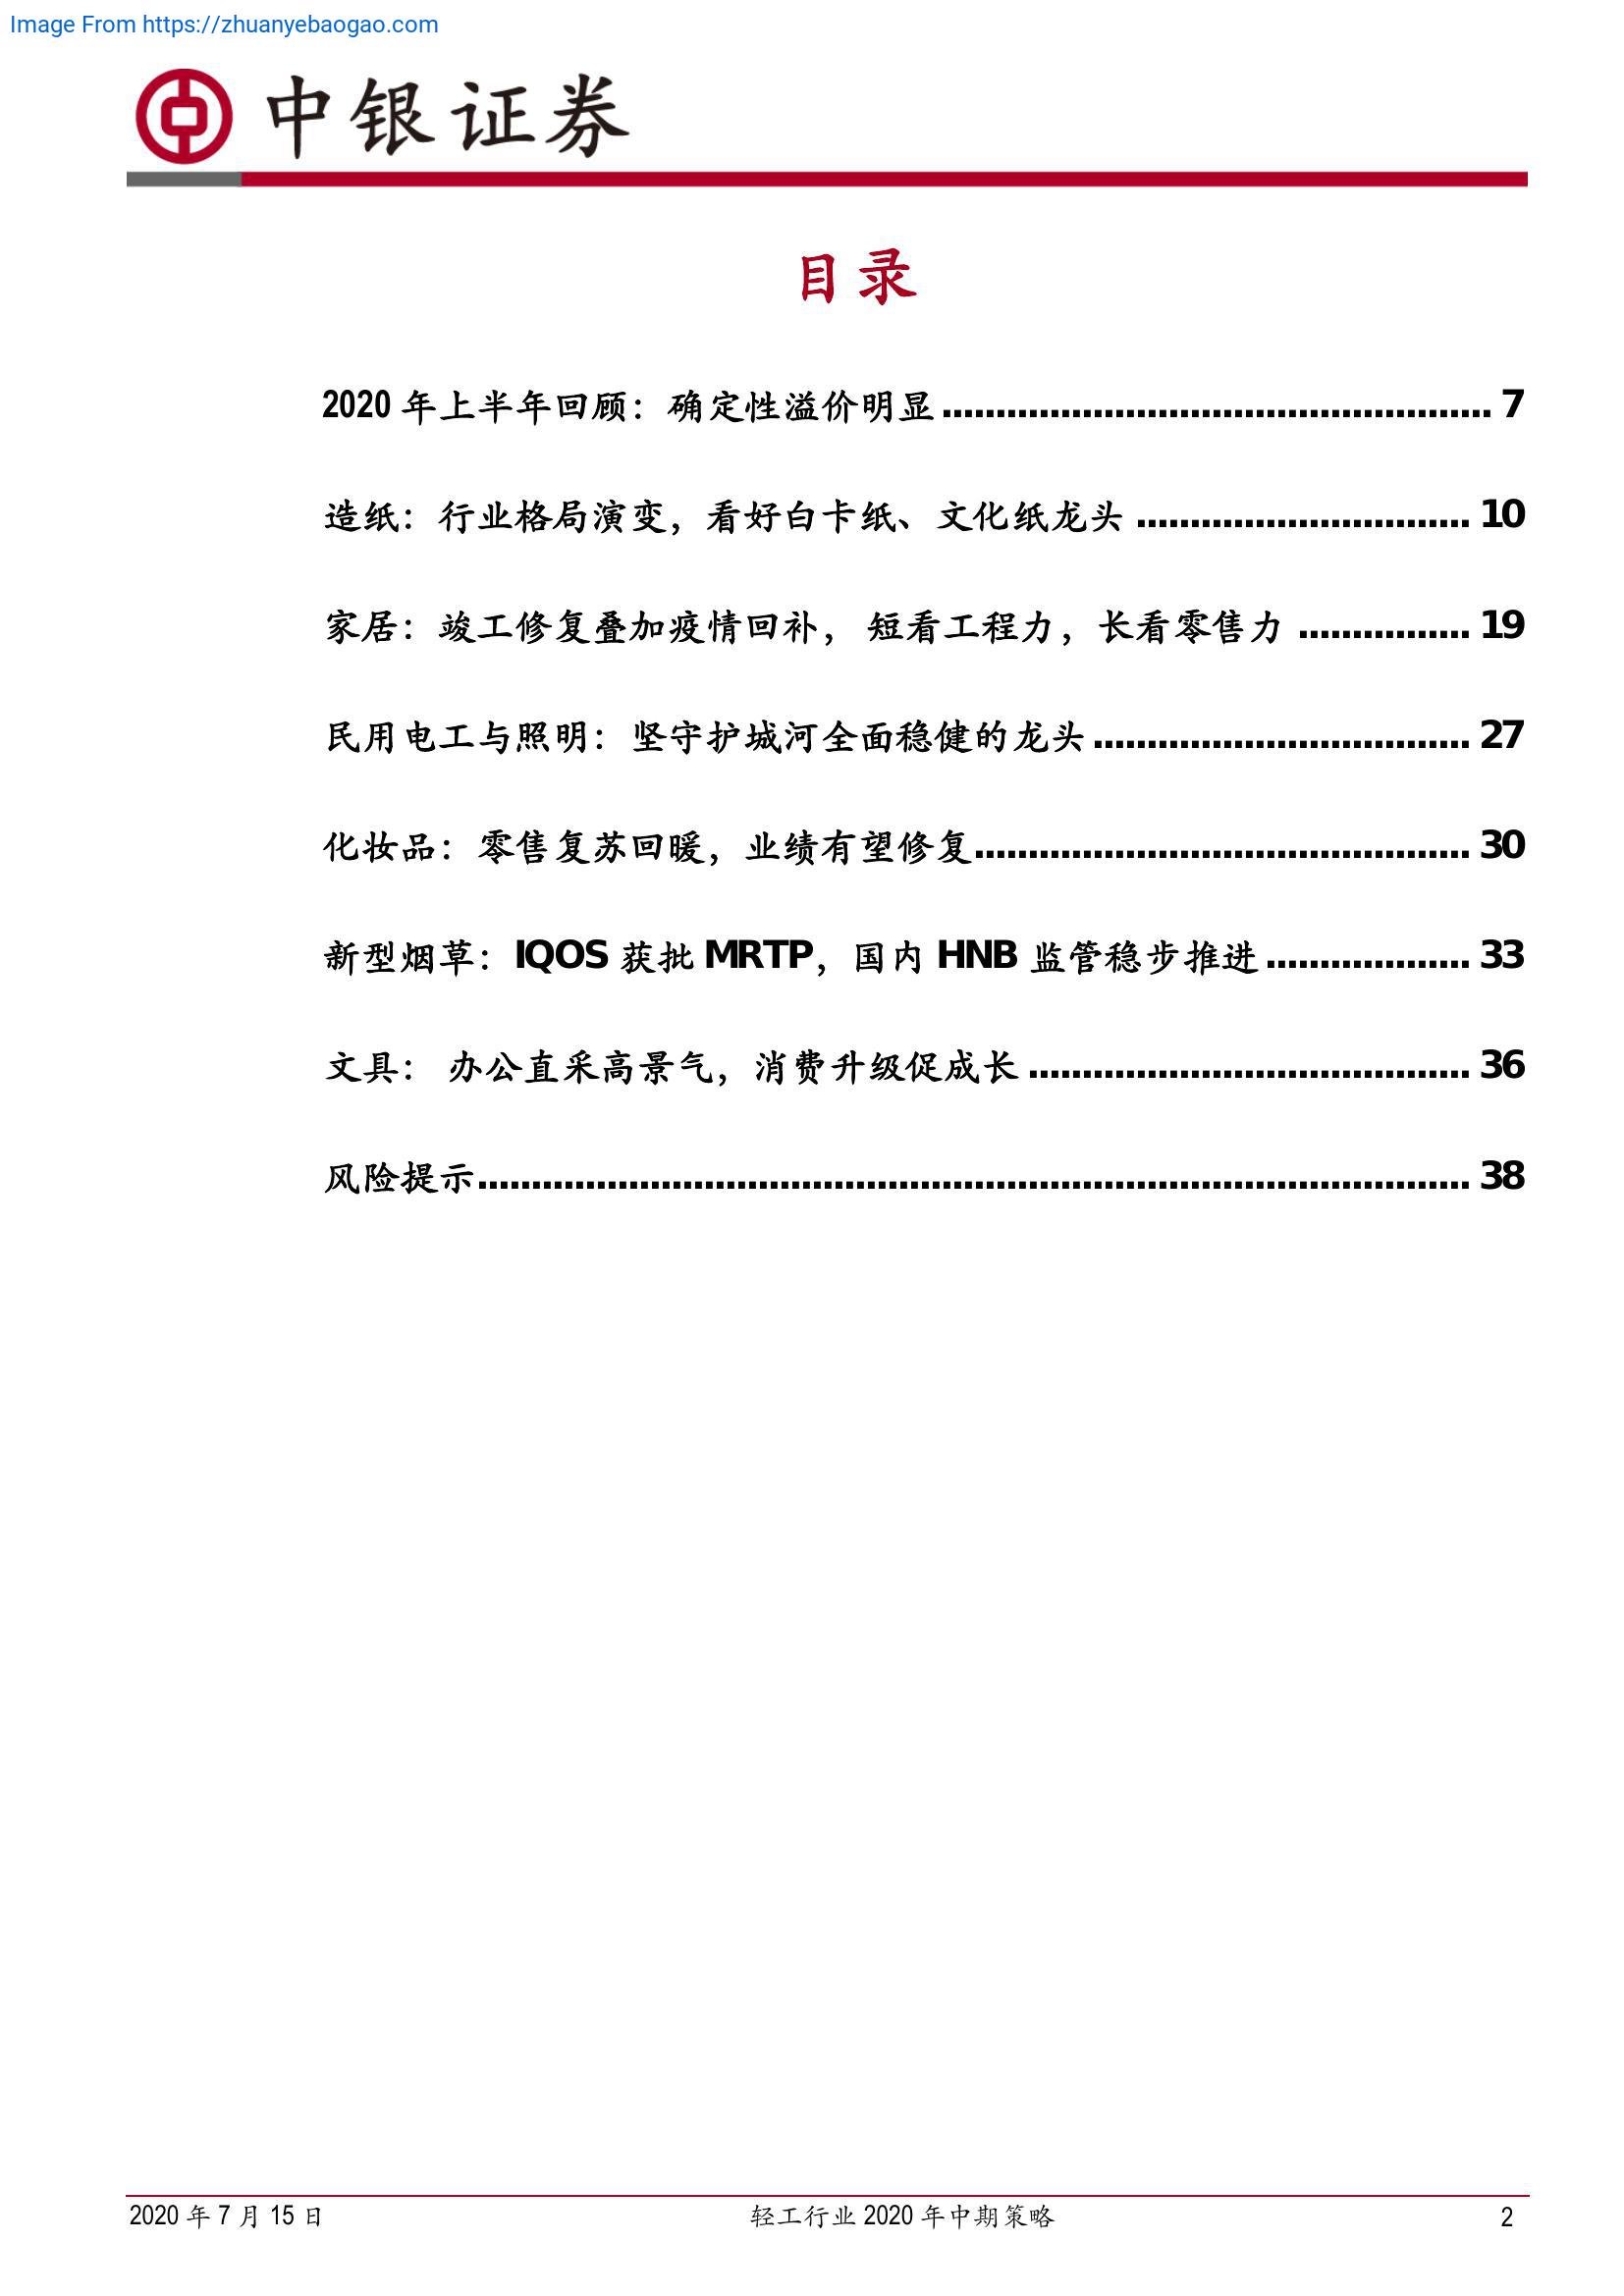 Image From https://zhuanyebaogao.com
中银证券
目录
2020 年上半年回顾：确定性溢价明显................................................... 7
造纸：行业格局演变，看好白卡纸、文化纸龙头 ............................... 10
家居：竣工修复叠加疫情回补， 短看工程力，长看零售力 ................ 19
民用电工与照明：坚守护城河全面稳健的龙头................................... 27
化妆品：零售复苏回暖，业绩有望修复.............................................. 30
新型烟草：IQOS 获批 MRTP，国内 HNB 监管稳步推进................... 33
文具： 办公直采高景气，消费升级促成长......................................... 36
风险提示............................................................................................ 38
2020 年 7 月 15 日 轻工行业 2020 年中期策略 2